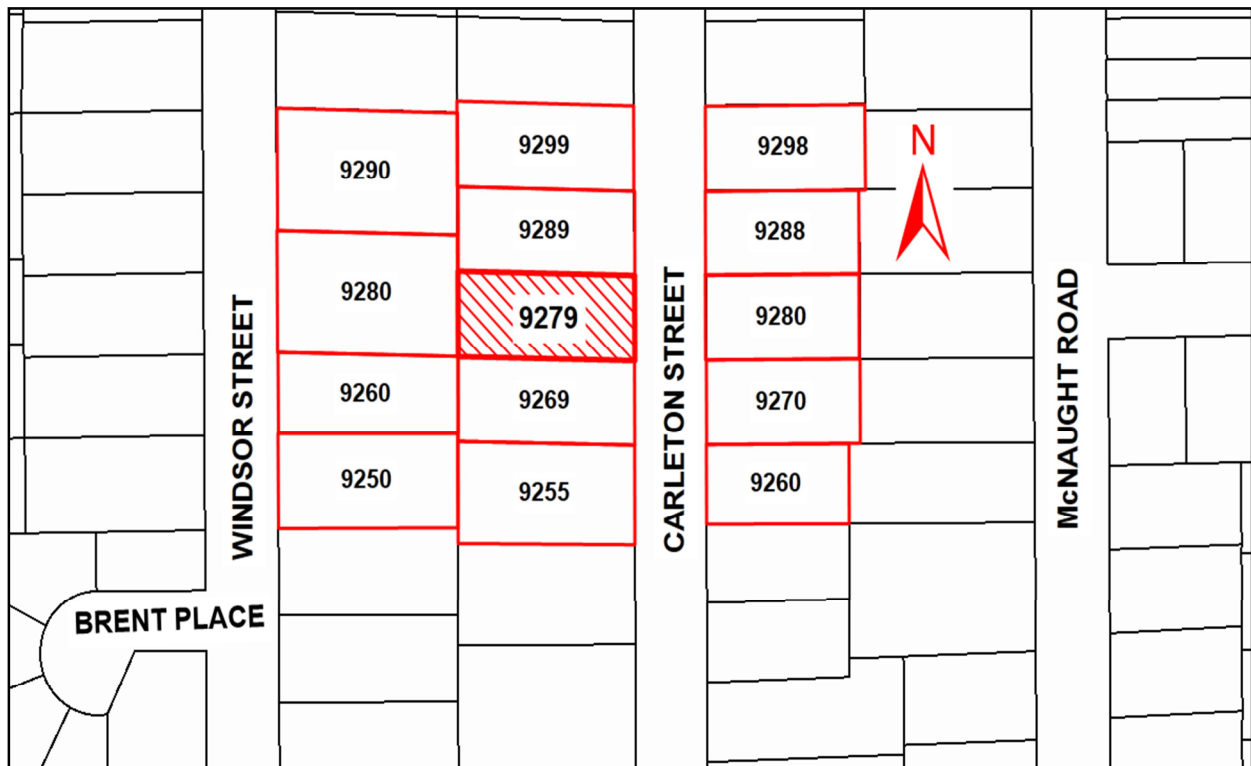 9299
9298
9290
N
9289
9288
9280
9279
9280
9260
9269
9270
9250
9255
9260
WINDSOR STREET
CARLETON STREET
McNAUGHT ROAD
BRENT PLACE